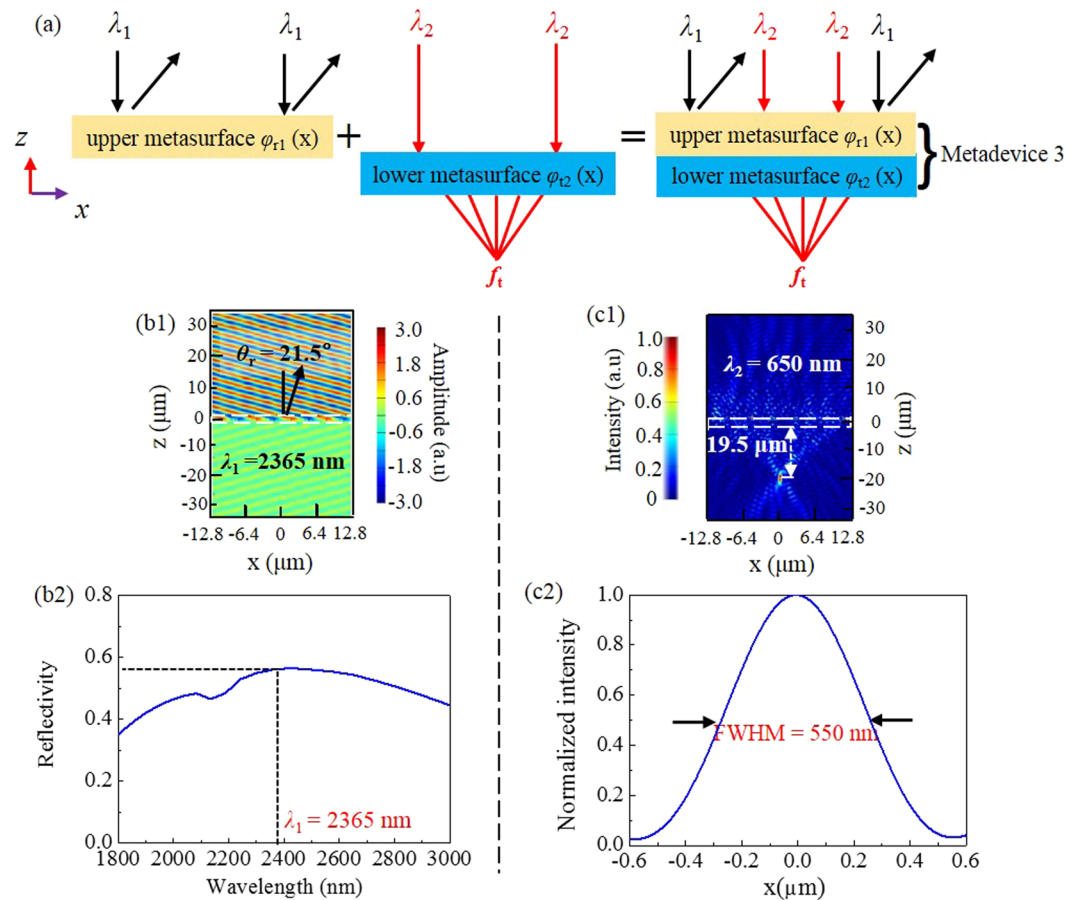 (a)
λ1 λ1 λ2 λ2 λ1 λ2 λ2 λ1
upper metasurface φr1 (x) + = upper metasurface φr1 (x)
lower metasurface φt2 (x) lower metasurface φt2 (x) } Metadevice 3
z
x
ft ft
(b1)
30
20
10
0
-10
-20
-30
z (μm)
θr = 21.5°
λ1 =2365 nm
-12.8 -6.4 0 6.4 12.8
x (μm)
3.0
1.8
0.6
-0.6
-1.8
-3.0
Amplitude (a.u)
(c1)
1.0
0.8
0.6
0.4
0.2
0
Intensity (a.u)
λ2 = 650 nm
19.5 μm
30
20
10
0
-10
-20
-30
z (μm)
-12.8 -6.4 0 6.4 12.8
x (μm)
(b2)
0.8
0.6
0.4
0.2
0.0
Reflectivity
λ1 = 2365 nm
1800 2000 2200 2400 2600 2800 3000
Wavelength (nm)
(c2)
1.0
0.8
0.6
0.4
0.2
0.0
Normalized intensity
FWHM = 550 nm
-0.6 -0.4 -0.2 0.0 0.2 0.4 0.6
x(μm)